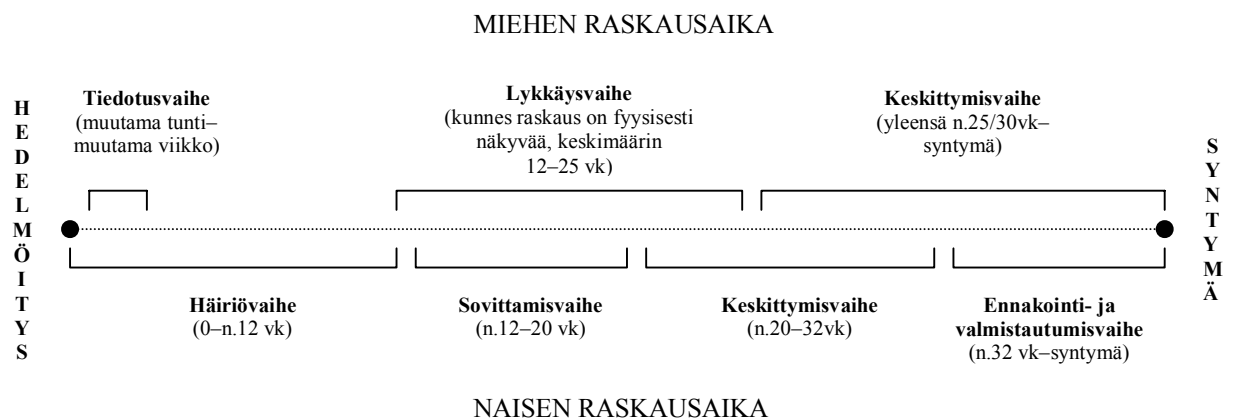 MIEHEN RASKAUSAIKA
HEDELMÖITYS
Tiedotusvaihe
(muutama tunti–
muutama viikko)
Lykkäysvaihe
(kunnes raskaus on fyysisesti
näkyvää, keskimäärin
12–25 vk)
Keskittymisvaihe
(yleensä n.25/30vk–
syntymä)
SYNTYMÄ
Häiriövaihe
(0–n.12 vk)
Sovittamisvaihe
(n.12–20 vk)
Keskittymisvaihe
(n.20–32vk)
Ennakointi- ja
valmistautumisvaihe
(n.32 vk–syntymä)
NAISEN RASKAUSAIKA